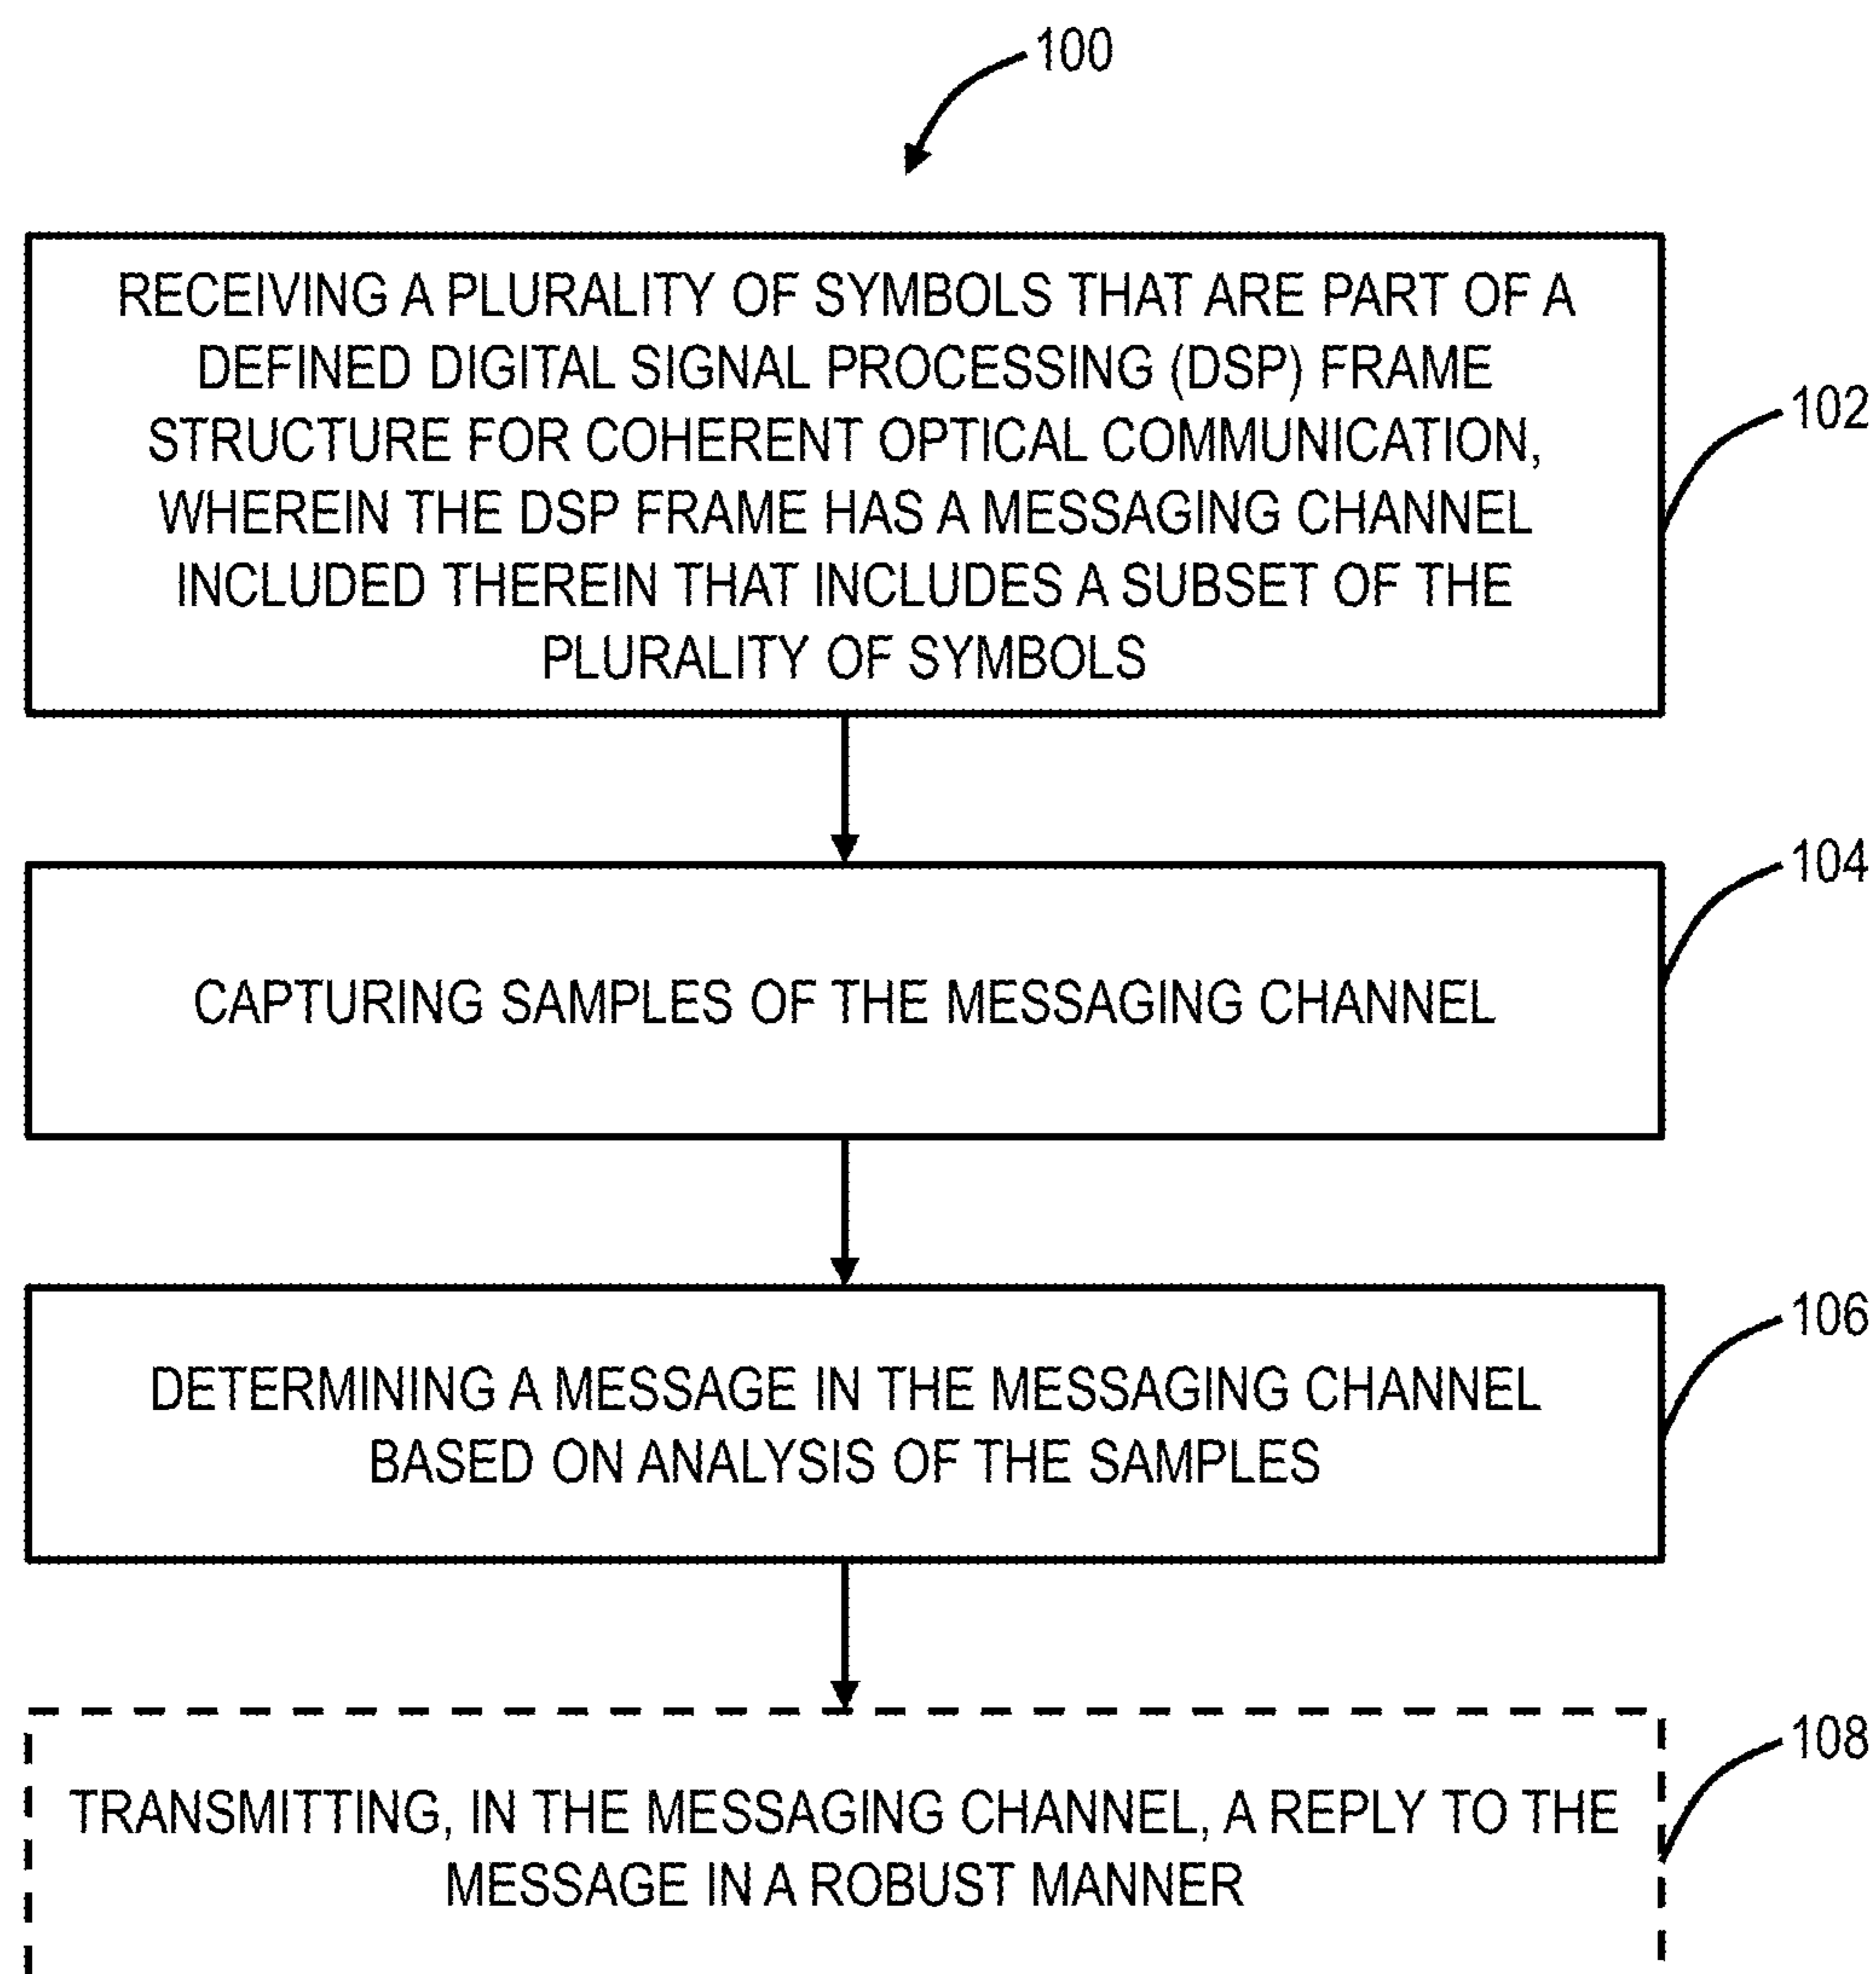 100
RECEIVING A PLURALITY OF SYMBOLS THAT ARE PART OF A
DEFINED DIGITAL SIGNAL PROCESSING (DSP) FRAME
STRUCTURE FOR COHERENT OPTICAL COMMUNICATION,
WHEREIN THE DSP FRAME HAS A MESSAGING CHANNEL
INCLUDED THEREIN THAT INCLUDES A SUBSET OF THE
PLURALITY OF SYMBOLS
102
CAPTURING SAMPLES OF THE MESSAGING CHANNEL
104
DETERMINING A MESSAGE IN THE MESSAGING CHANNEL
BASED ON ANALYSIS OF THE SAMPLES
106
TRANSMITTING, IN THE MESSAGING CHANNEL, A REPLY TO THE
MESSAGE IN A ROBUST MANNER
108